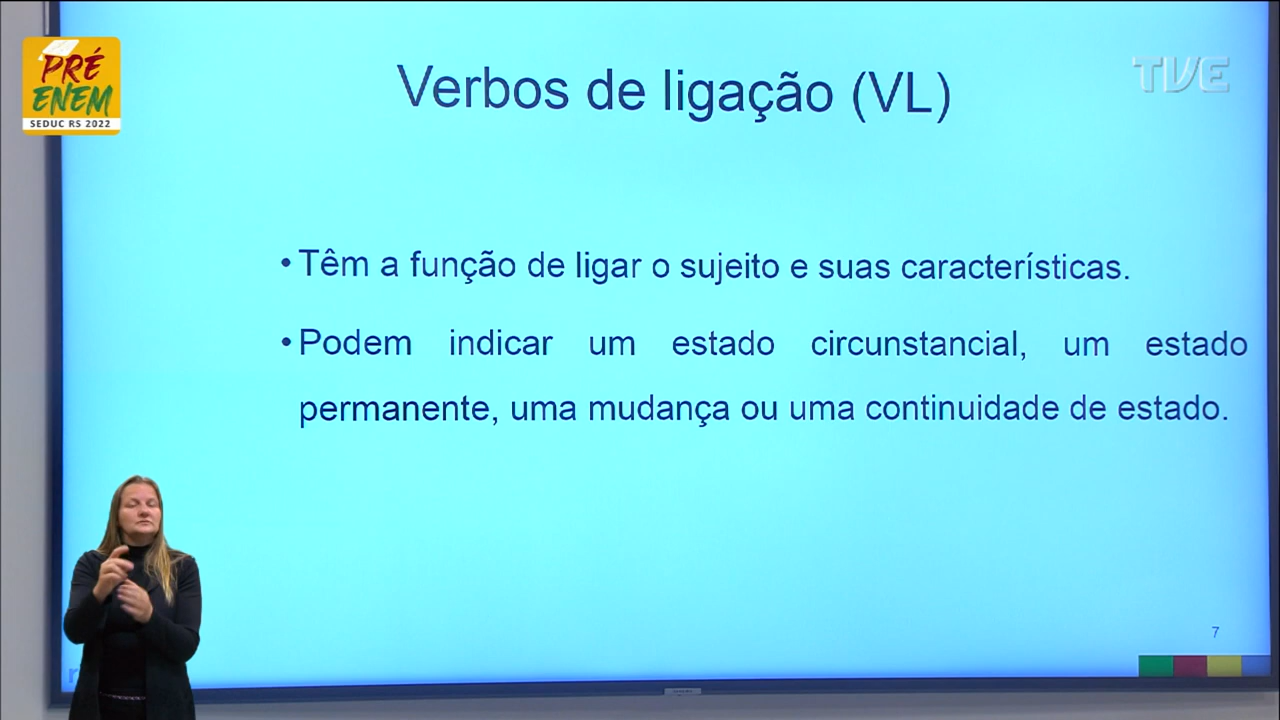 PRÉ
ENEM
SEDUC RS 2022
TVE
Verbos de ligação (VL)
• Têm a função de ligar o sujeito e suas características.
• Podem indicar um estado circunstancial, um estado
permanente, uma mudança ou uma continuidade de estado.
7